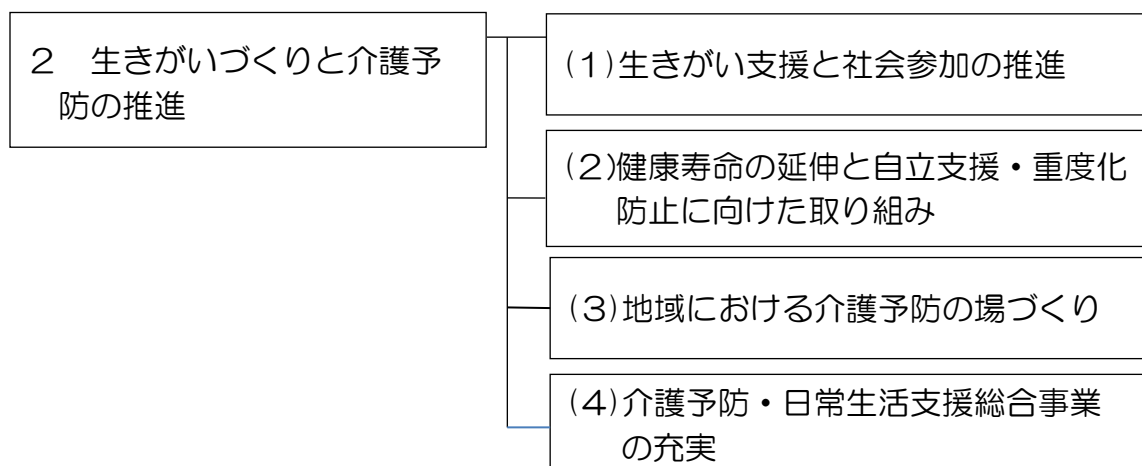 ２　生きがいづくりと介護予
防の推進
(１)生きがい支援と社会参加の推進
(２)健康寿命の延伸と自立支援・重度化
防止に向けた取り組み
(３)地域における介護予防の場づくり
(４)介護予防・日常生活支援総合事業
の充実